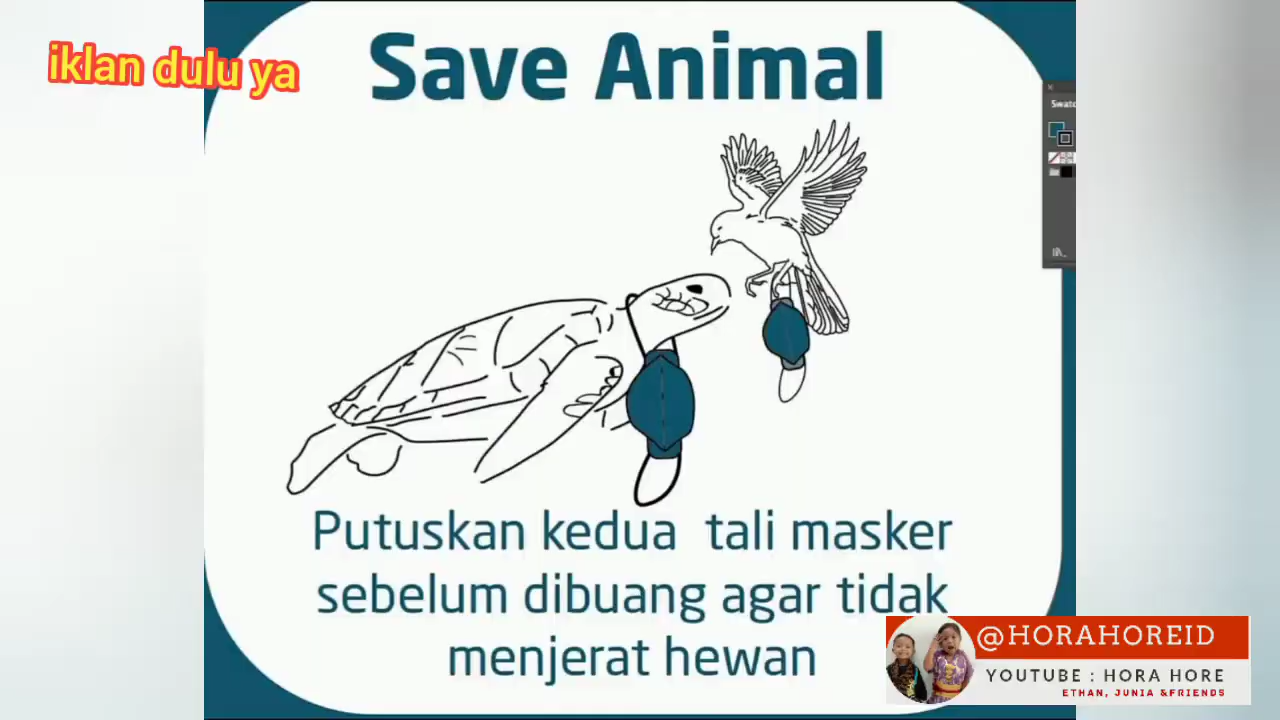 iklan dulu ya
Save Animal
Swatc
Putuskan kedua tali masker
sebelum dibuang agar tidak
menjerat hewan
@HORAHOREID
YOUTUBE : HORA HORE
ETHAN, JUNIA &FRIENDS